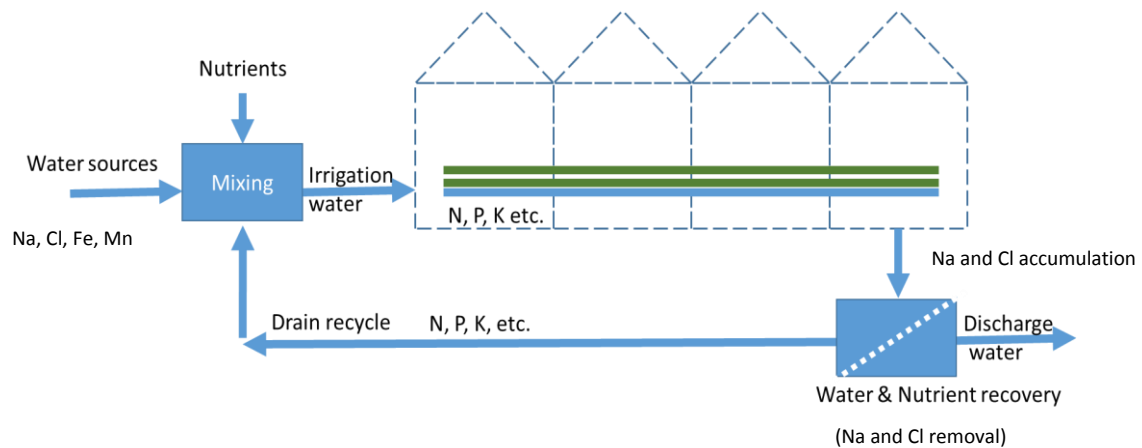 Nutrients
Water sources
Mixing
Irrigation
water
Na, Cl, Fe, Mn
N, P, K etc.
Na and Cl accumulation
Drain recycle
N, P, K, etc.
Discharge
water
Water & Nutrient recovery
(Na and Cl removal)